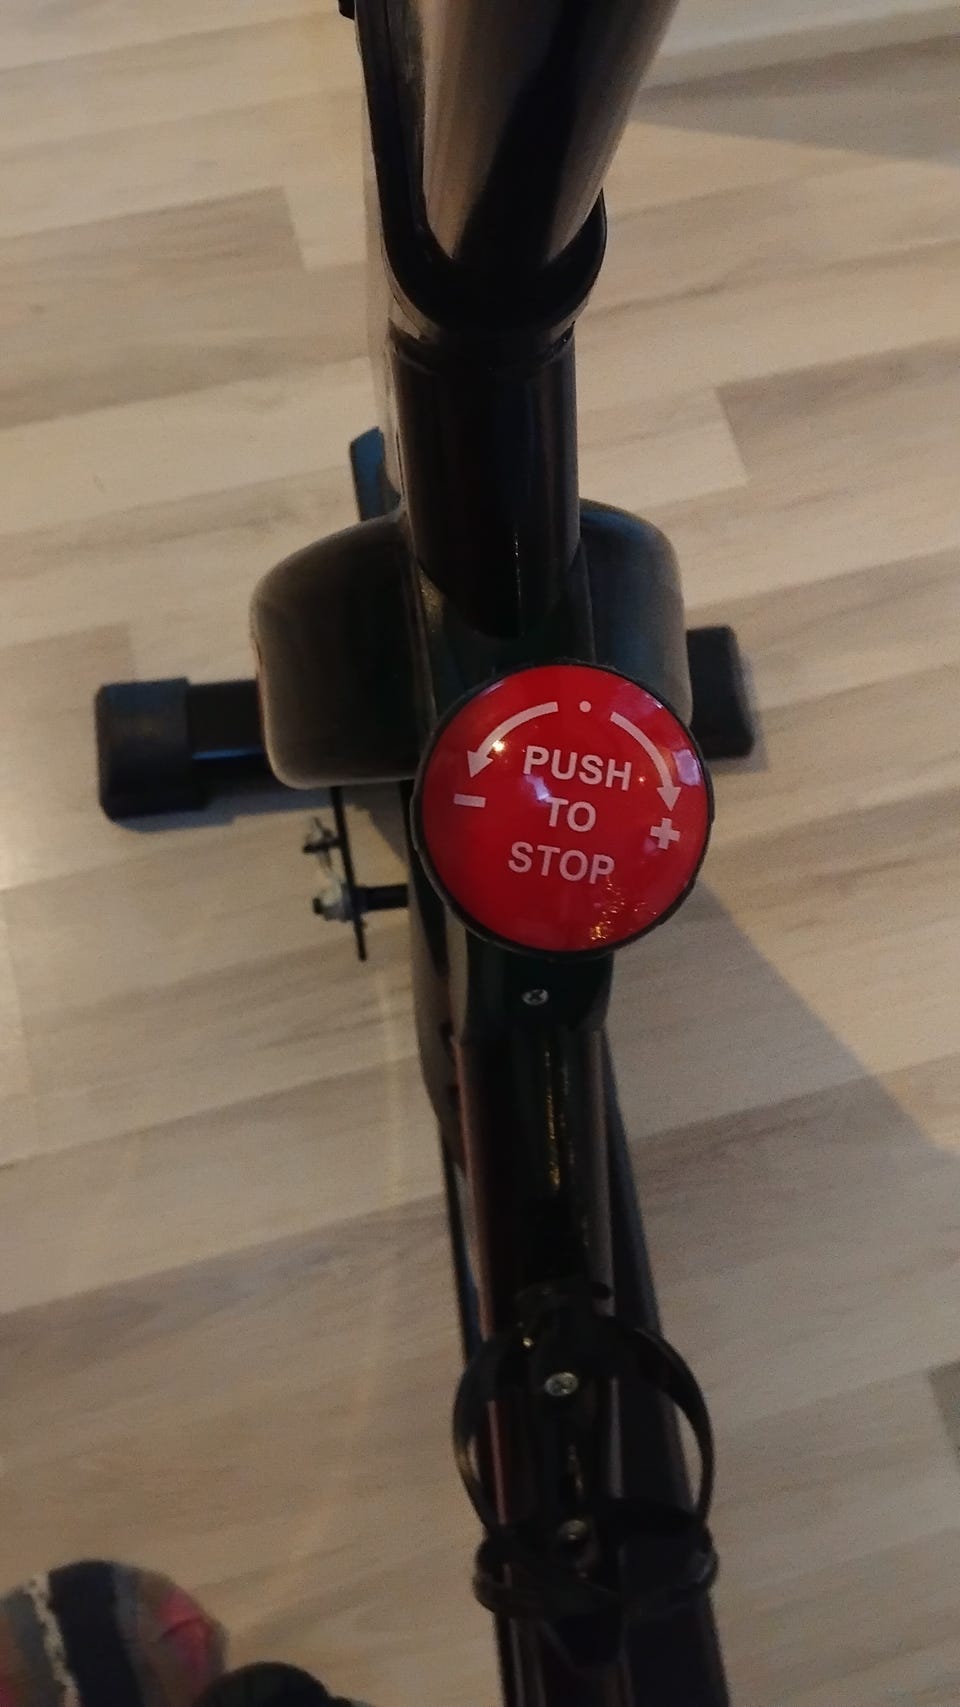 PUSH
TO
STOP
− +